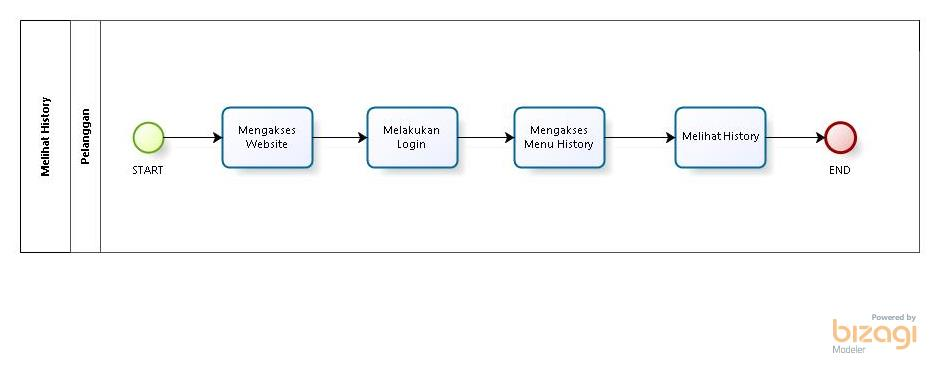 Melihat History
Pelanggan
START
Mengakses
Website
Melakukan
Login
Mengakses
Menu History
Melihat History
END
Powered by
bizagi
Modeler